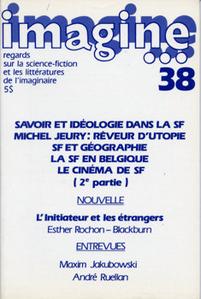 imagine...
regards
sur la science-fiction
et les littératures
de l'imaginaire
5$
38
SAVOIR ET IDÉOLOGIE DANS LA SF
MICHEL JEURY: RÊVEUR D'UTOPIE
SF ET GÉOGRAPHIE
LA SF EN BELGIQUE
LE CINÉMA DE SF
(2e partie)
NOUVELLE
L'Initiateur et les étrangers
Esther Rochon - Blackburn
ENTREVUES
Maxim Jakubowski
André Ruellan